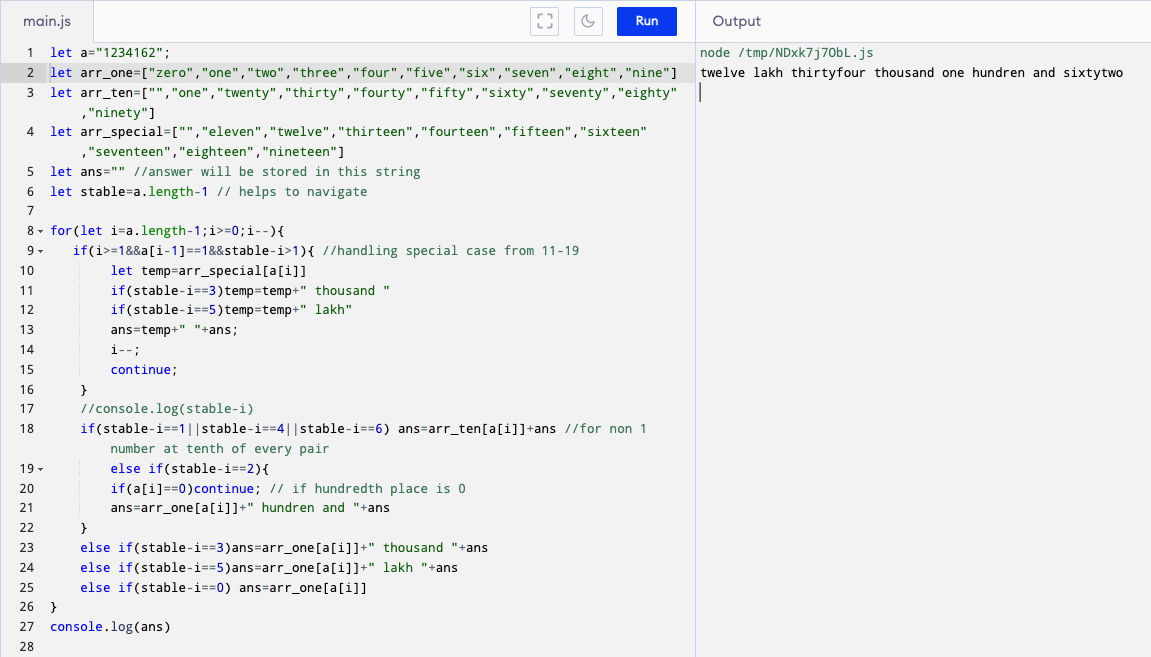 main.js
Run
Output
1 let a="1234162";
2 let arr_one=["zero","one","two","three","four","five","six","seven","eight","nine"]
3 let arr_ten=["","one","twenty","thirty","fourty","fifty","sixty","seventy","eighty"
,"ninety"]
4 let arr_special=["","eleven","twelve","thirteen","fourteen","fifteen","sixteen"
,"seventeen","eighteen","nineteen"]
5 let ans="" //answer will be stored in this string
6 let stable=a.length-1 // helps to navigate
7
8 for(let i=a.length-1;i>=0;i--){
9 if(i>=1&&a[i-1]==1&&stable-i>1){ //handling special case from 11-19
10 let temp=arr_special[a[i]]
11 if(stable-i==3)temp=temp+" thousand "
12 if(stable-i==5)temp=temp+" lakh"
13 ans=temp+" "+ans;
14 i--;
15 continue;
16 }
17 //console.log(stable-i)
18 if(stable-i==1||stable-i==4||stable-i==6) ans=arr_ten[a[i]]+ans //for non 1
number at tenth of every pair
19 else if(stable-i==2){
20 if(a[i]==0)continue; // if hundredth place is 0
21 ans=arr_one[a[i]]+" hundren and "+ans
22 }
23 else if(stable-i==3)ans=arr_one[a[i]]+" thousand "+ans
24 else if(stable-i==5)ans=arr_one[a[i]]+" lakh "+ans
25 else if(stable-i==0) ans=arr_one[a[i]]
26 }
27 console.log(ans)
28
node /tmp/NDxk7j7ObL.js
twelve lakh thirtyfour thousand one hundren and sixtytwo